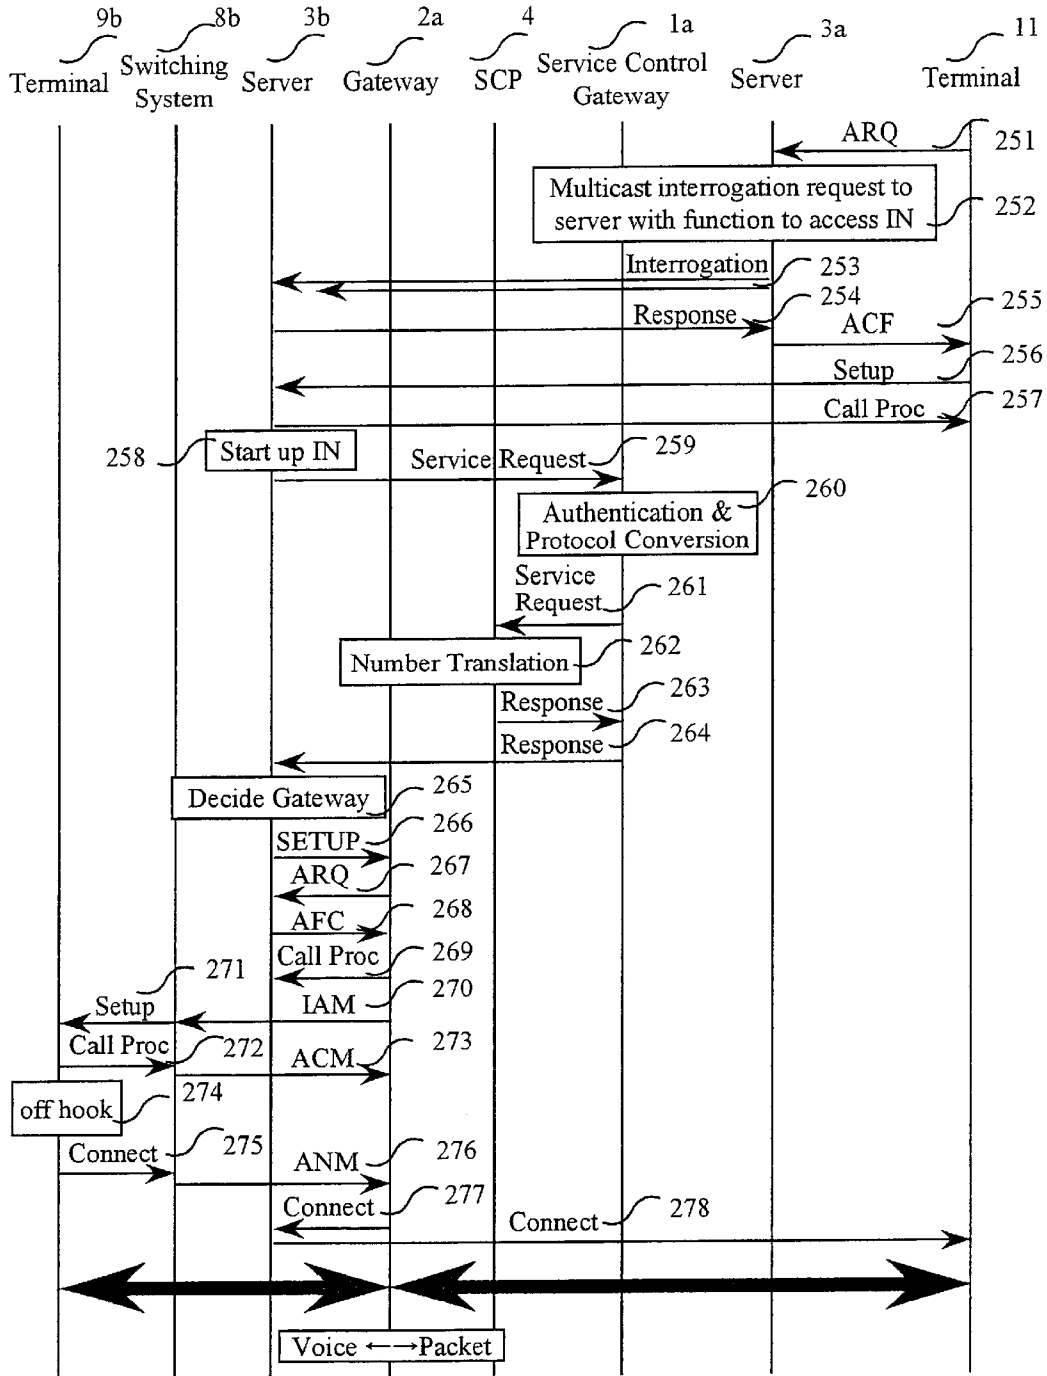 9b 8b 3b 2a 4 1a 3a 11
Terminal Switching System Server Gateway SCP Service Control Gateway Server Terminal
ARQ 251
Multicast interrogation request to
server with function to access IN
252
Interrogation 253
Response 254
ACF 255
Setup 256
Call Proc 257
258 Start up IN
Service Request 259
Authentication &
Protocol Conversion
260
Service
Request 261
Number Translation 262
Response 263
Response 264
Decide Gateway 265
SETUP 266
ARQ 267
AFC 268
Call Proc 269
IAM 270
Setup 271
Call Proc 272
ACM 273
off hook 274
Connect 275
ANM 276
Connect 277
Connect 278
Voice ←–→Packet